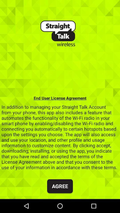 Straight
Talk
wireless
End User License Agreement
In addition to managing your Straight Talk Account
from your phone, this app also includes a feature that
automates the functionality of the Wi-Fi radio in your
smart phone by enabling/disabling the Wi-Fi radio and
connecting you automatically to certain hotspots based
upon the settings you choose. The app will also access
and use your location, and other profile and usage
information to customize content. By clicking accept,
downloading, installing, or using the app, you indicate
that you have read and accepted the terms of the
License Agreement above and that you consent to the
use of your information in accordance with these terms.
AGREE